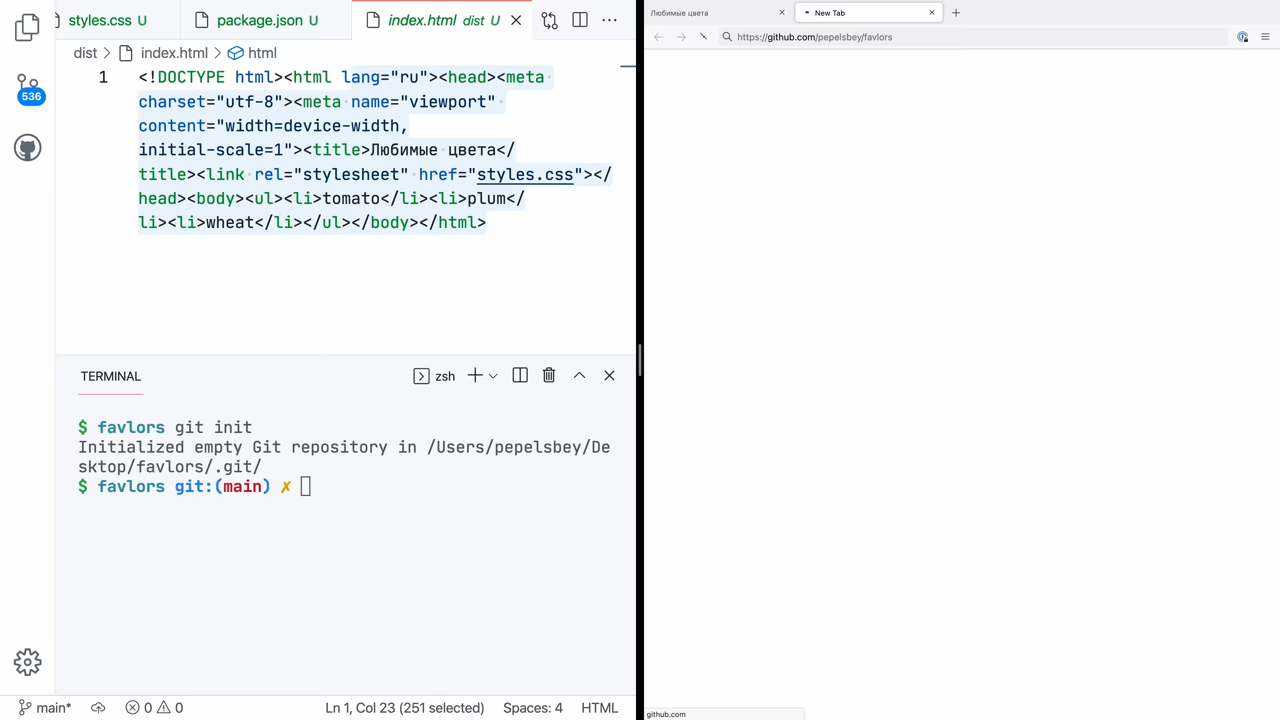 styles.css U package.json U index.html dist U
dist index.html html
1 <!DOCTYPE html><html lang="ru"><head><meta
charset="utf-8"><meta name="viewport"
content="width=device-width,
initial-scale=1"><title>Любимые цвета</
title><link rel="stylesheet" href="styles.css"></
head><body><ul><li>tomato</li><li>plum</
li><li>wheat</li></ul></body></html>
536
TERMINAL
zsh
$ favlors git init
Initialized empty Git repository in /Users/pepelsbey/De
sktop/favlors/.git/
$ favlors git:(main) ✗
main* 0 0 Ln 1, Col 23 (251 selected) Spaces: 4 HTML
Любимые цвета New Tab
https://github.com/pepelsbey/favlors
github.com